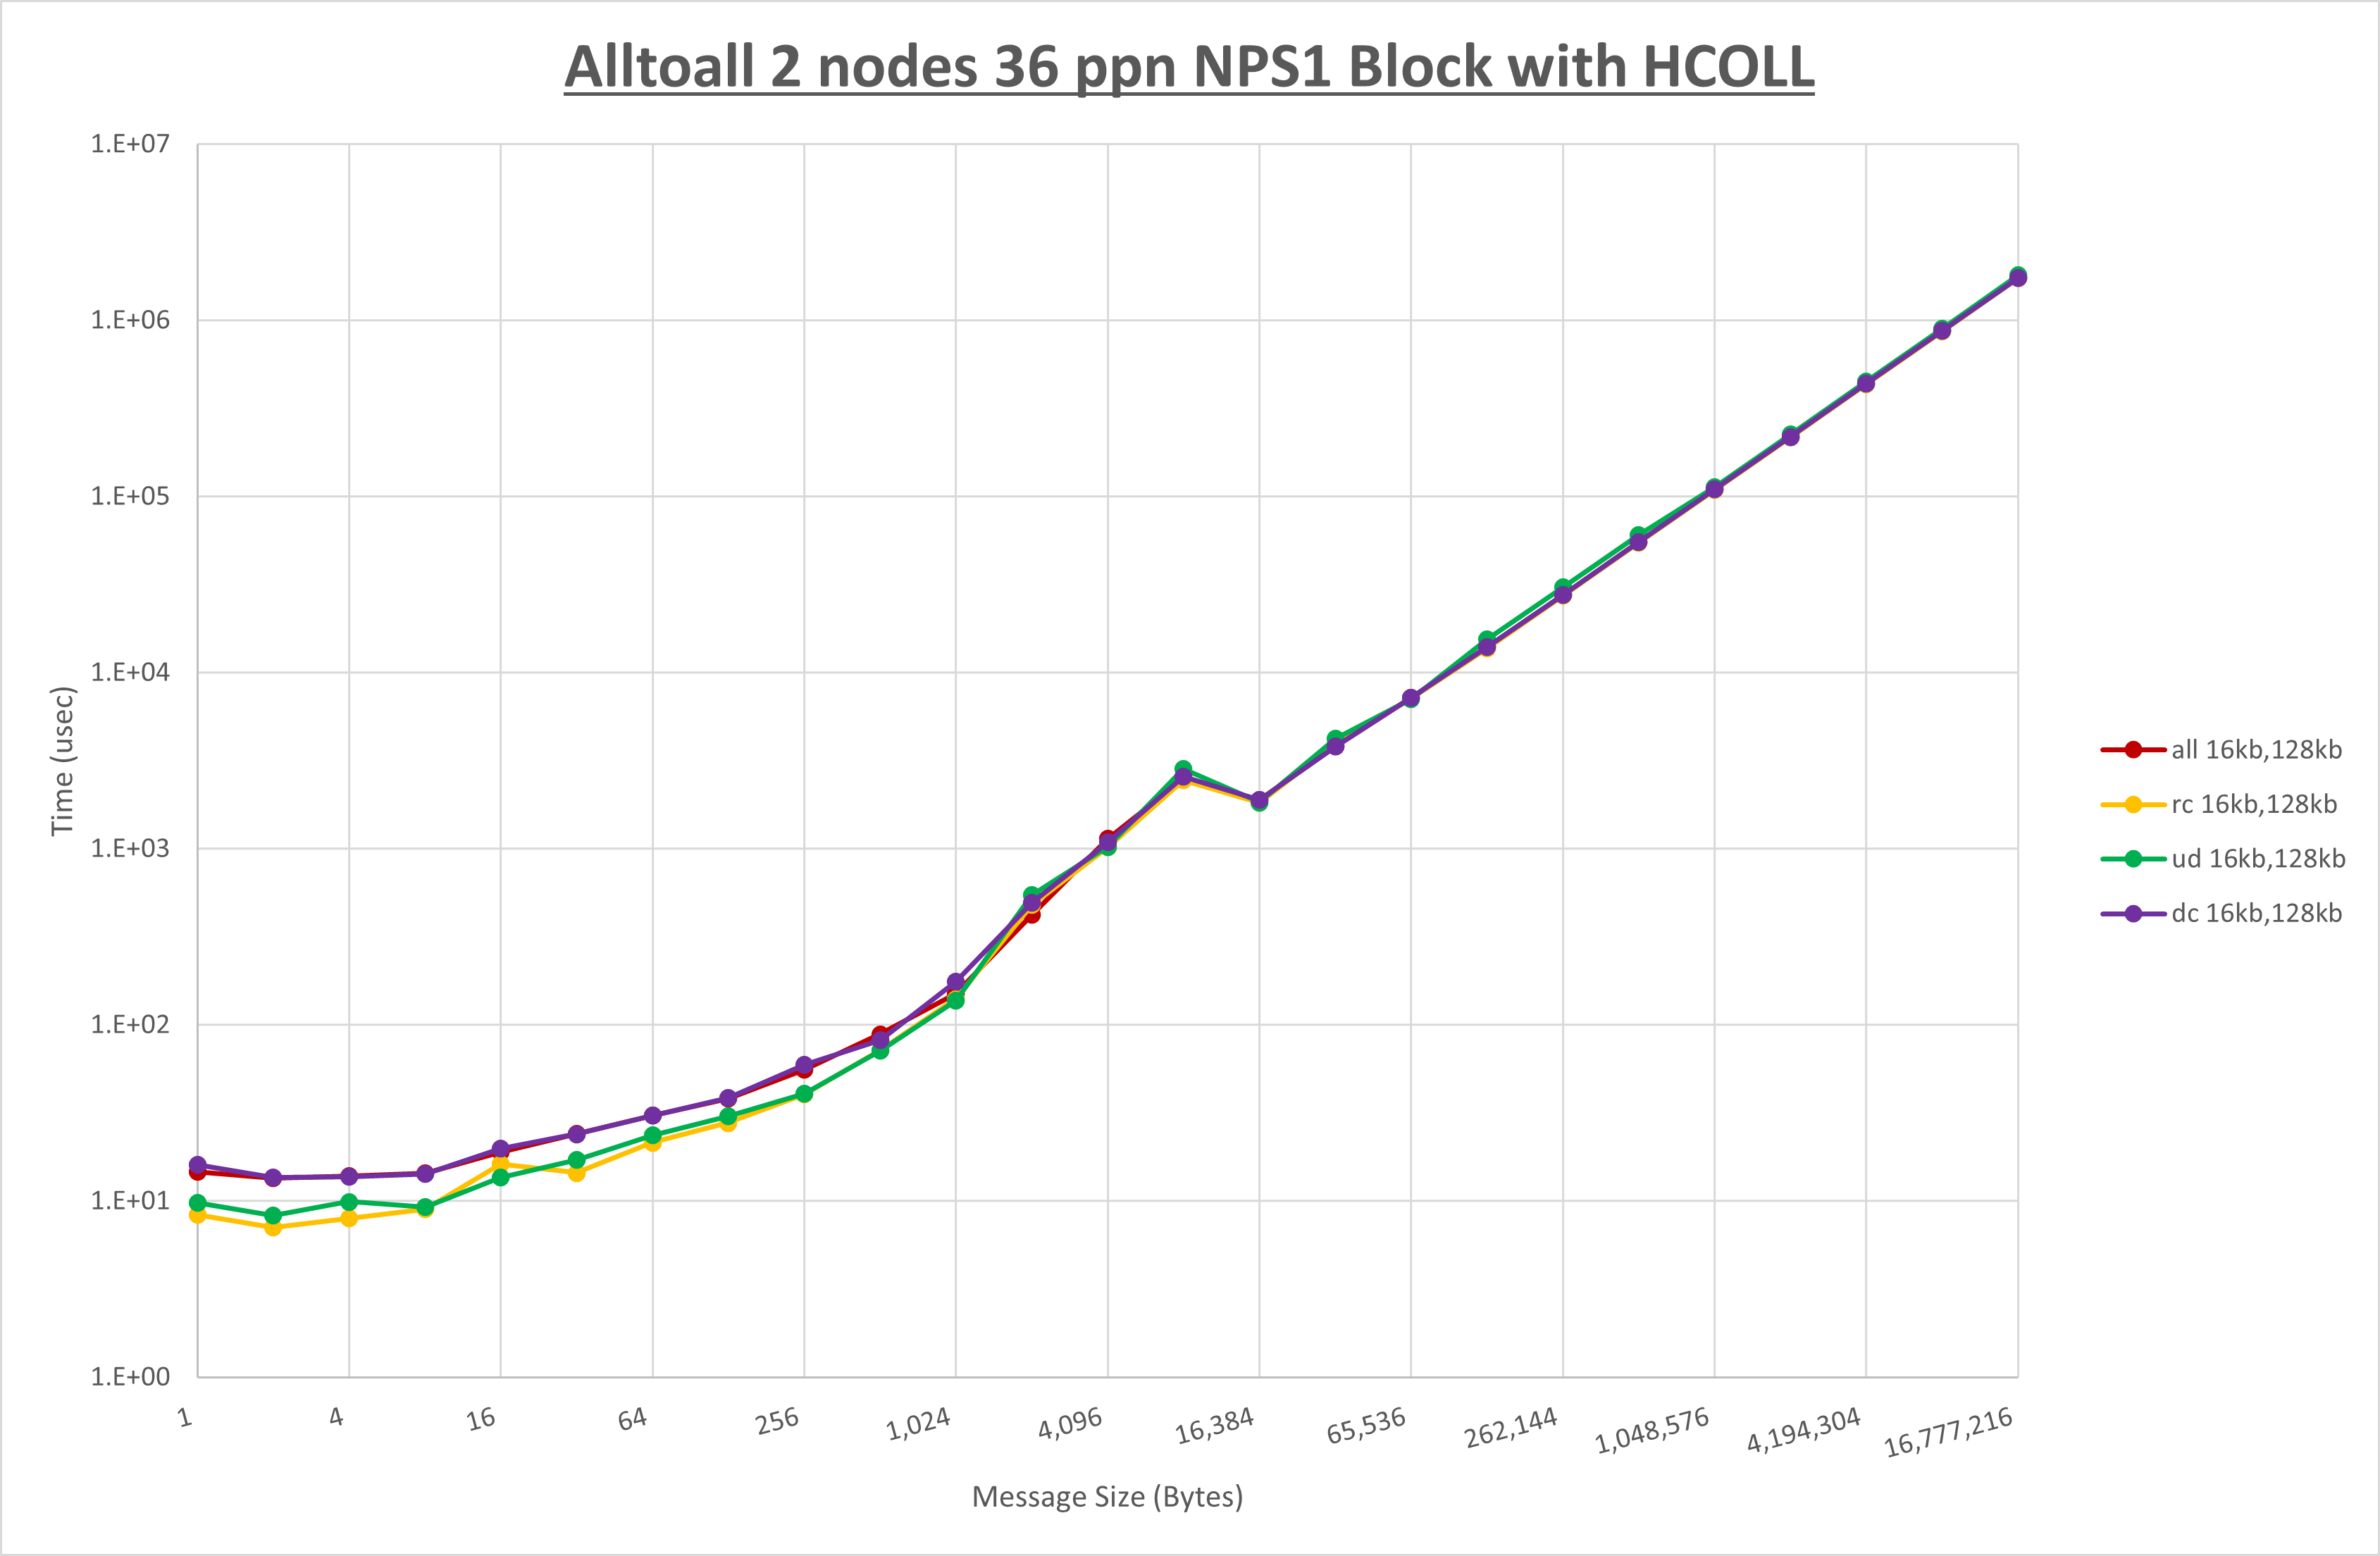 Alltoall 2 nodes 36 ppn NPS1 Block with HCOLL
1.E+07
1.E+06
1.E+05
1.E+04
1.E+03
1.E+02
1.E+01
1.E+00
Time (usec)
1
4
16
64
256
1,024
4,096
16,384
65,536
262,144
1,048,576
4,194,304
16,777,216
Message Size (Bytes)
all 16kb,128kb
rc 16kb,128kb
ud 16kb,128kb
dc 16kb,128kb